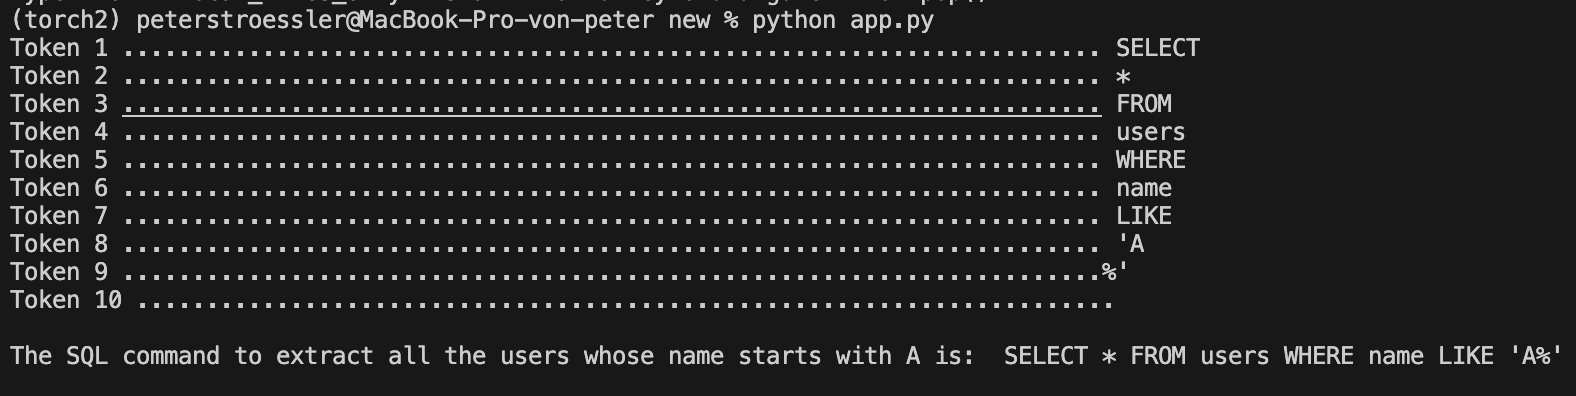 (torch2) peterstroessler@MacBook-Pro-von-peter new % python app.py
Token 1 ...................................................................... SELECT
Token 2 ...................................................................... *
Token 3 ...................................................................... FROM
Token 4 ...................................................................... users
Token 5 ...................................................................... WHERE
Token 6 ...................................................................... name
Token 7 ...................................................................... LIKE
Token 8 ...................................................................... 'A
Token 9 ......................................................................%'
Token 10 ......................................................................
The SQL command to extract all the users whose name starts with A is:  SELECT * FROM users WHERE name LIKE 'A%'